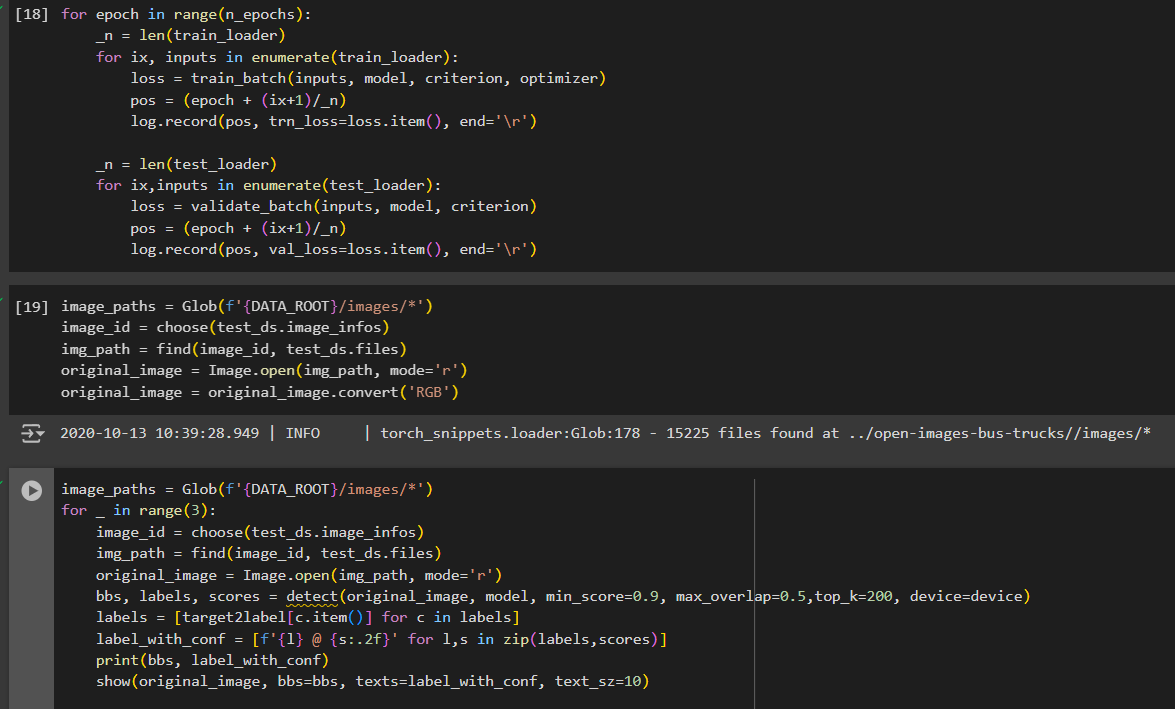 [18] for epoch in range(n_epochs):
    _n = len(train_loader)
    for ix, inputs in enumerate(train_loader):
        loss = train_batch(inputs, model, criterion, optimizer)
        pos = (epoch + (ix+1)/_n)
        log.record(pos, trn_loss=loss.item(), end='\r')

    _n = len(test_loader)
    for ix,inputs in enumerate(test_loader):
        loss = validate_batch(inputs, model, criterion)
        pos = (epoch + (ix+1)/_n)
        log.record(pos, val_loss=loss.item(), end='\r')

[19] image_paths = Glob(f'{DATA_ROOT}/images/*')
image_id = choose(test_ds.image_infos)
img_path = find(image_id, test_ds.files)
original_image = Image.open(img_path, mode='r')
original_image = original_image.convert('RGB')

2020-10-13 10:39:28.949 | INFO     | torch_snippets.loader:Glob:178 - 15225 files found at ../open-images-bus-trucks//images/*

image_paths = Glob(f'{DATA_ROOT}/images/*')
for _ in range(3):
    image_id = choose(test_ds.image_infos)
    img_path = find(image_id, test_ds.files)
    original_image = Image.open(img_path, mode='r')
    bbs, labels, scores = detect(original_image, model, min_score=0.9, max_overlap=0.5,top_k=200, device=device)
    labels = [target2label[c.item()] for c in labels]
    label_with_conf = [f'{l} @ {s:.2f}' for l,s in zip(labels,scores)]
    print(bbs, label_with_conf)
    show(original_image, bbs=bbs, texts=label_with_conf, text_sz=10)